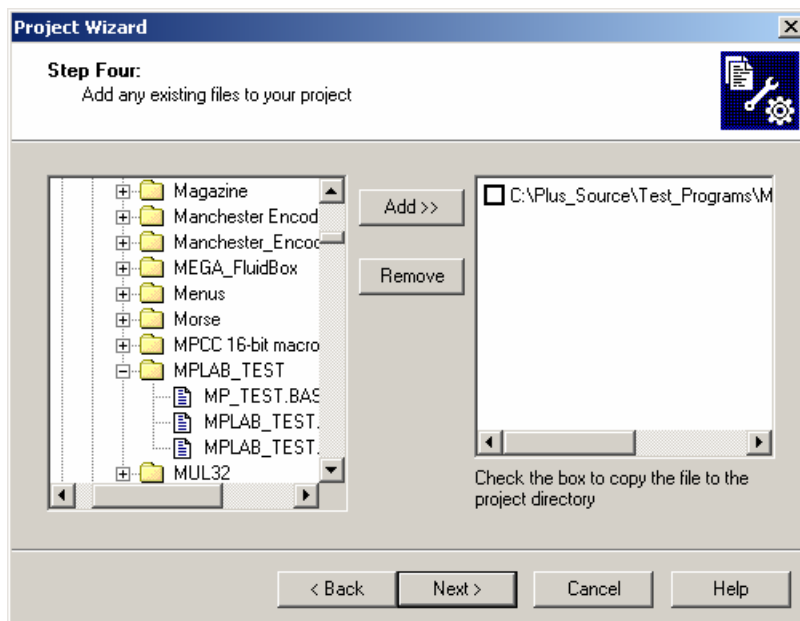 Project Wizard
Step Four:
Add any existing files to your project
Magazine
Manchester Encod
Manchester_Encoc
MEGA_FluidBox
Menus
Morse
MPCC 16-bit macro
MPLAB_TEST
MP_TEST.BAS
MPLAB_TEST.
MPLAB_TEST.
MUL32
Add >>
Remove
C:\Plus_Source\Test_Programs\M
Check the box to copy the file to the
project directory
< Back
Next >
Cancel
Help